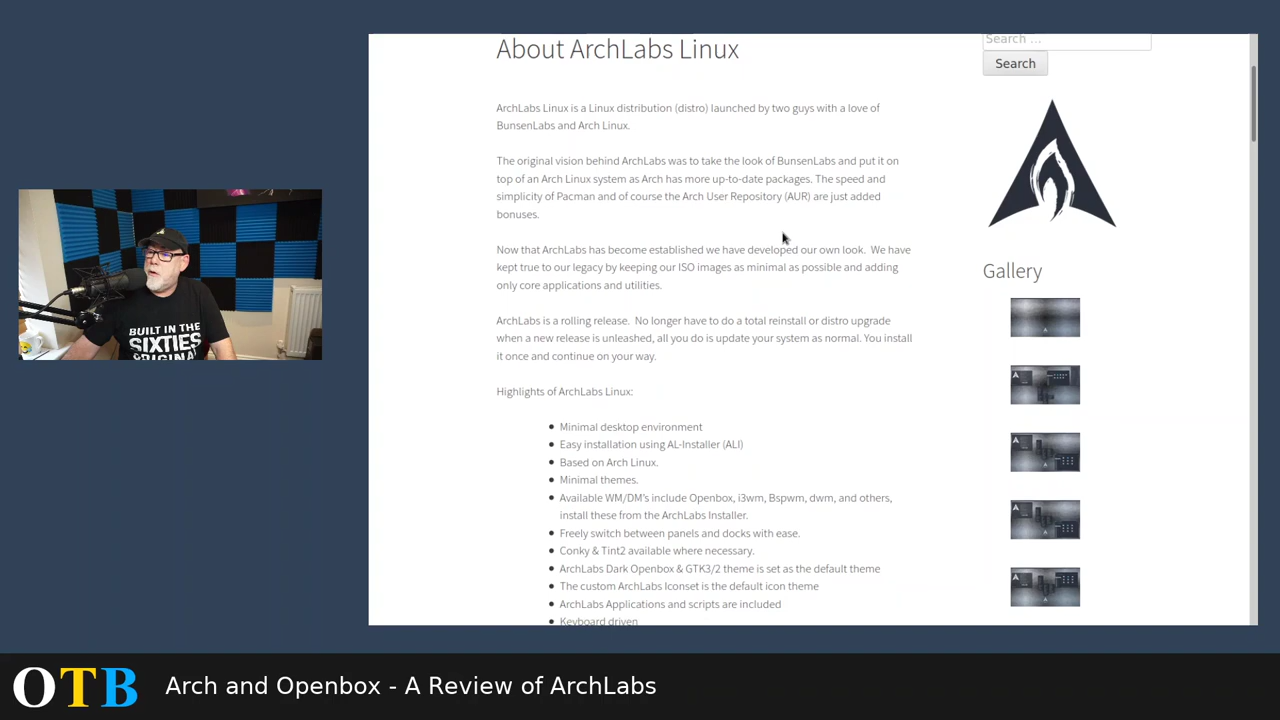 About ArchLabs Linux
ArchLabs Linux is a Linux distribution (distro) launched by two guys with a love of
BunsenLabs and Arch Linux.
The original vision behind ArchLabs was to take the look of BunsenLabs and put it on
top of an Arch Linux system as Arch has more up-to-date packages. The speed and
simplicity of Pacman and of course the Arch User Repository (AUR) are just added
bonuses.
Now that ArchLabs has become established we have developed our own look. We have
kept true to our legacy by keeping our ISO images as minimal as possible and adding
only core applications and utilities.
ArchLabs is a rolling release. No longer have to do a total reinstall or distro upgrade
when a new release is unleashed, all you do is update your system as normal. You install
it once and continue on your way.
Highlights of ArchLabs Linux:
Minimal desktop environment
Easy installation using AL-Installer (ALI)
Based on Arch Linux.
Minimal themes.
Available WM/DM's include Openbox, i3wm, Bspwm, dwm, and others,
install these from the ArchLabs Installer.
Freely switch between panels and docks with ease.
Conky & Tint2 available where necessary.
ArchLabs Dark Openbox & GTK3/2 theme is set as the default theme
The custom ArchLabs Iconset is the default icon theme
ArchLabs Applications and scripts are included
Keyboard driven
Search ...
Search
Gallery
BUILT IN THE
SIXTIES
ORIGINAL
OTB
Arch and Openbox - A Review of ArchLabs